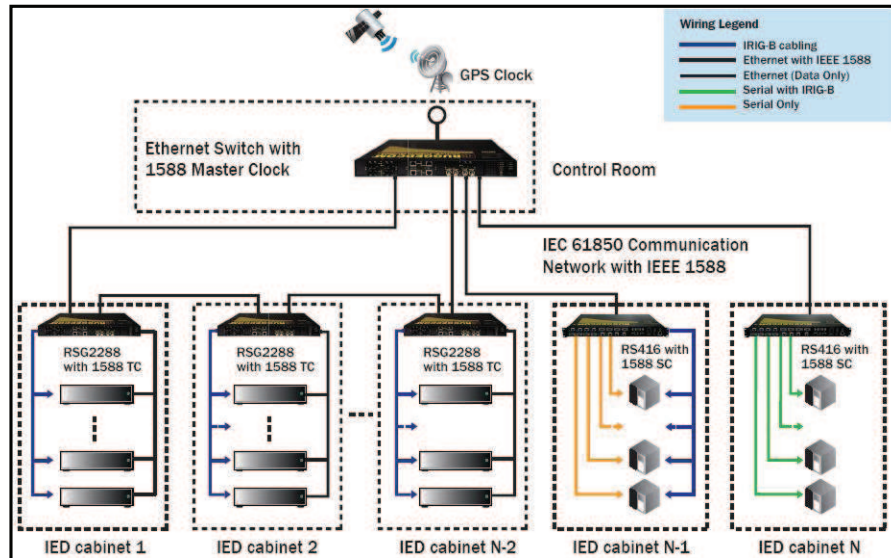 Wiring Legend
IRIG-B cabling
Ethernet with IEEE 1588
Ethernet (Data Only)
Serial with IRIG-B
Serial Only
GPS Clock
Ethernet Switch with
1588 Master Clock
Control Room
IEC 61850 Communication
Network with IEEE 1588
RSG2288
with 1588 TC
RSG2288
with 1588 TC
RSG2288
with 1588 TC
RS416 with
1588 SC
RS416 with
1588 SC
IED cabinet 1
IED cabinet 2
IED cabinet N-2
IED cabinet N-1
IED cabinet N